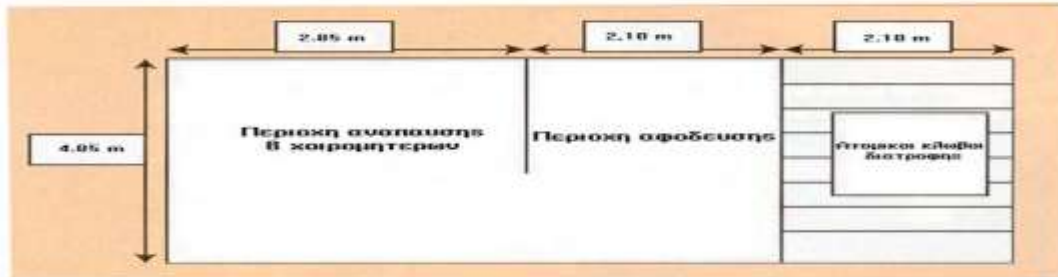 2.85 m
2.10 m
2.10 m
4.85 m
Περιοχη αναπαυσης
8 χοιρομητερων
Περιοχη αφοδευσης
Ατομικοι κλωβοι
διατροφης